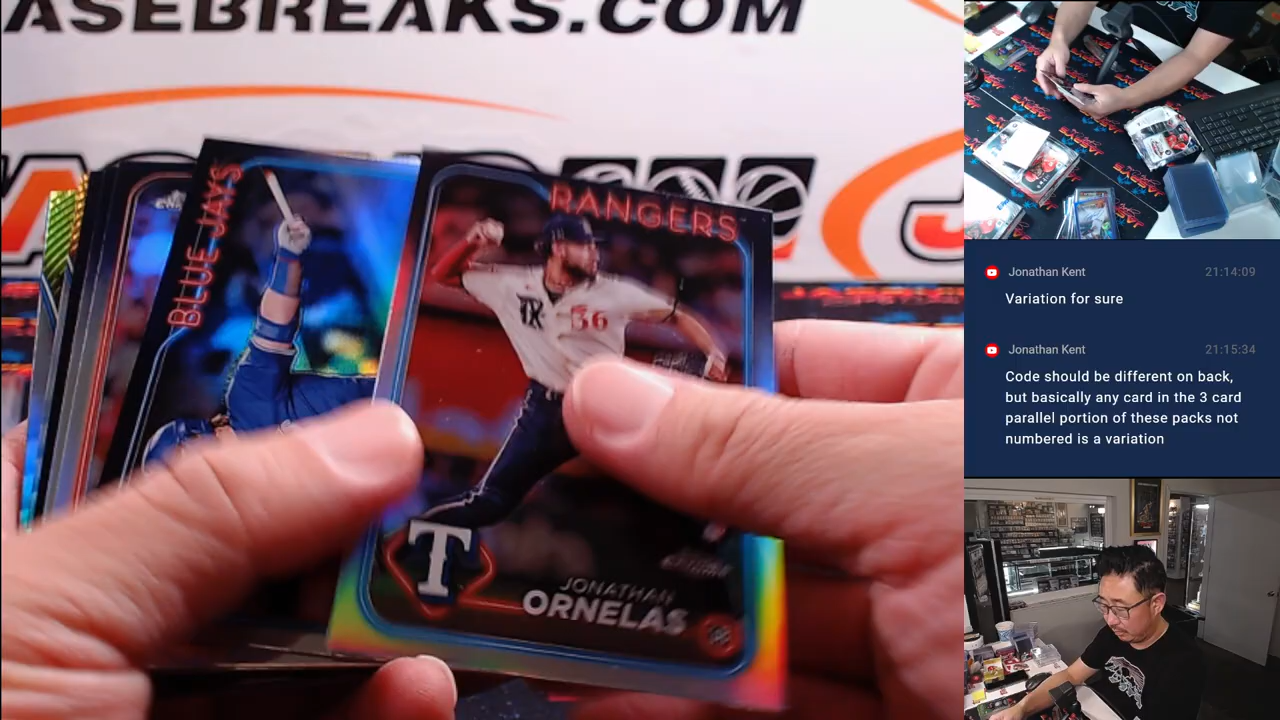 ASEBREAKS.COM
BLUE JAYS
RANGERS
TX 36
T
JONATHAN
ORNELAS
Jonathan Kent 21:14:09
Variation for sure
Jonathan Kent 21:15:34
Code should be different on back,
but basically any card in the 3 card
parallel portion of these packs not
numbered is a variation